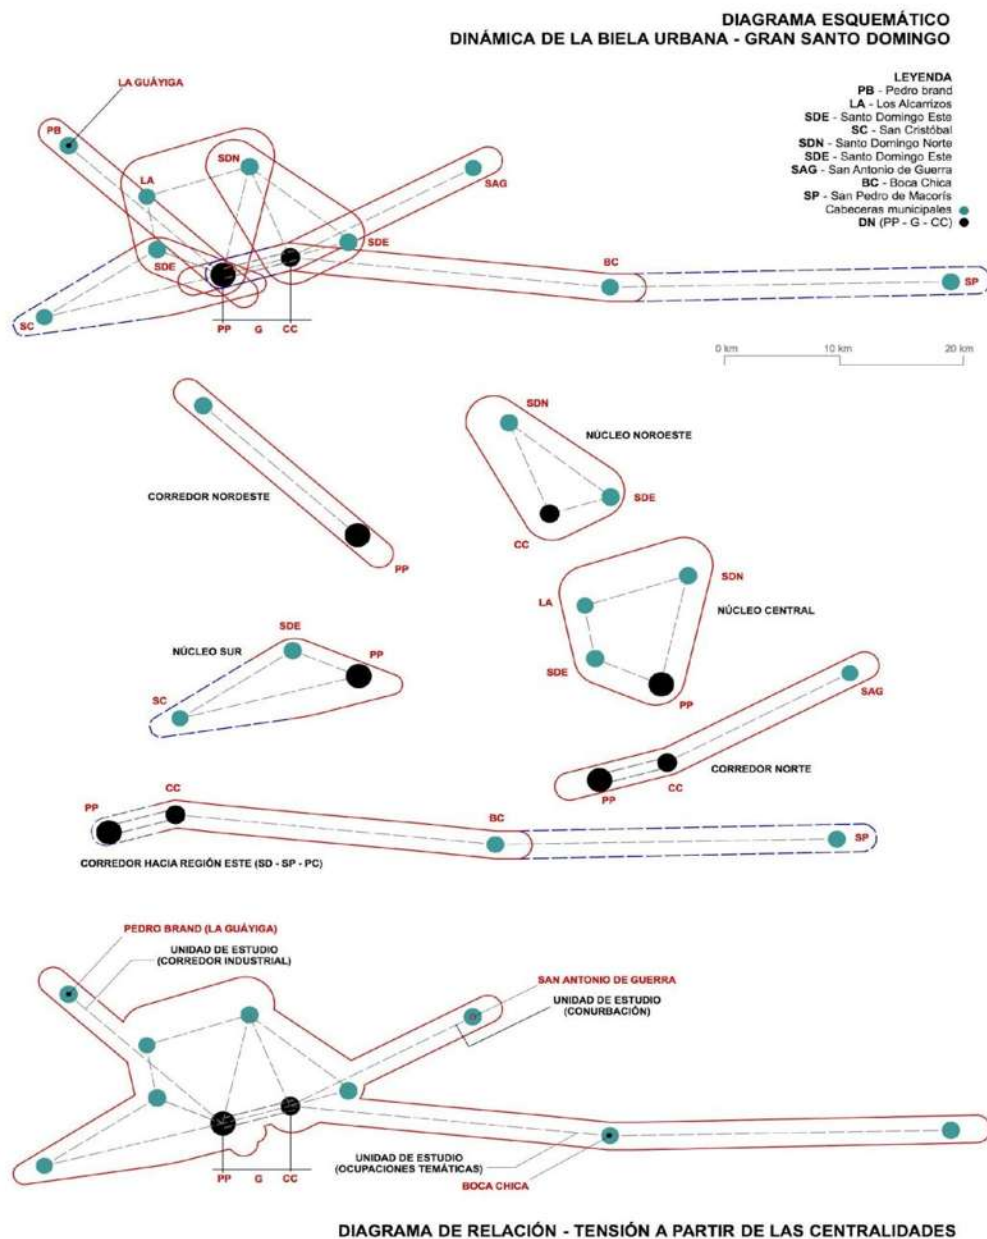 DIAGRAMA ESQUEMÁTICO
DINÁMICA DE LA BIELA URBANA - GRAN SANTO DOMINGO
LEYENDA
PB - Pedro brand
LA - Los Alcarrizos
SDE - Santo Domingo Este
SC - San Cristóbal
SDN - Santo Domingo Norte
SDE - Santo Domingo Este
SAG - San Antonio de Guerra
BC - Boca Chica
SP - San Pedro de Macorís
Cabeceras municipales
DN (PP - G - CC)
LA GUÁYIGA
PB
SDN
LA
SAG
SDE
SDE
BC
SP
SC
PP G CC
0 km 10 km 20 km
CORREDOR NORDESTE
PP
SDN
NÚCLEO NOROESTE
SDE
CC
SDN
LA
NÚCLEO CENTRAL
SDE
PP
SDE
NÚCLEO SUR
PP
SC
SAG
CORREDOR NORTE
PP
CC
CC
PP
BC
SP
CORREDOR HACIA REGIÓN ESTE (SD - SP - PC)
PEDRO BRAND (LA GUÁYIGA)
UNIDAD DE ESTUDIO
(CORREDOR INDUSTRIAL)
SAN ANTONIO DE GUERRA
UNIDAD DE ESTUDIO
(CONURBACIÓN)
UNIDAD DE ESTUDIO
(OCUPACIONES TEMÁTICAS)
BOCA CHICA
PP G CC
DIAGRAMA DE RELACIÓN - TENSIÓN A PARTIR DE LAS CENTRALIDADES